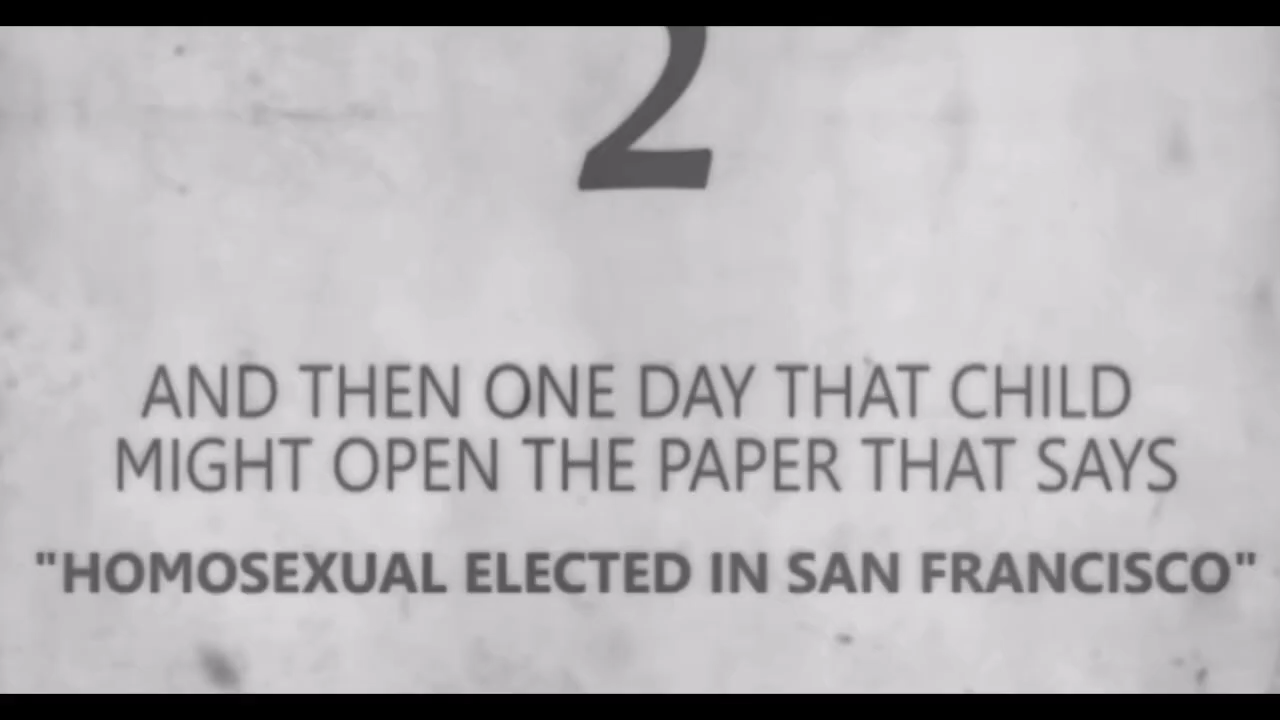 2
AND THEN ONE DAY THAT CHILD
MIGHT OPEN THE PAPER THAT SAYS
"HOMOSEXUAL ELECTED IN SAN FRANCISCO"